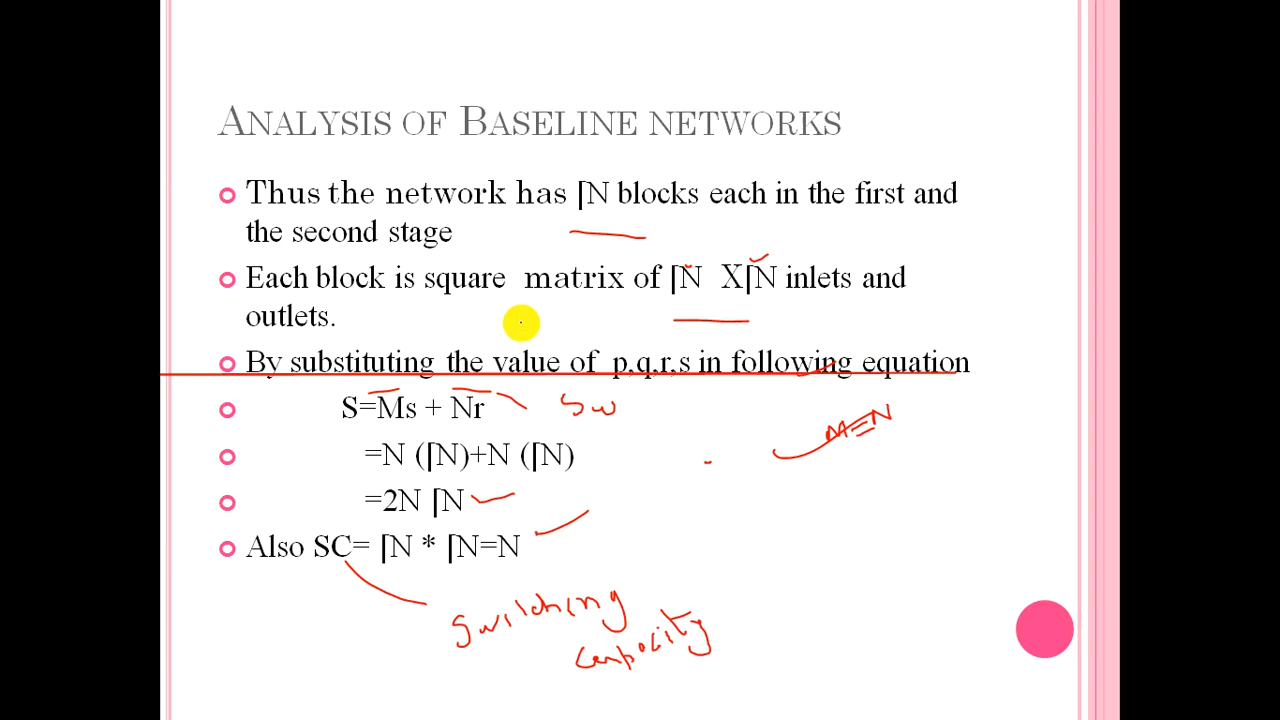 ANALYSIS OF BASELINE NETWORKS
Thus the network has ⌈N blocks each in the first and
the second stage
Each block is square matrix of ⌈N X⌈N inlets and
outlets.
By substituting the value of p,q,r,s in following equation
S=Ms + Nr
Sw
M=N
=N (⌈N)+N (⌈N)
=2N ⌈N
Also SC= ⌈N * ⌈N=N
Switching
capacity